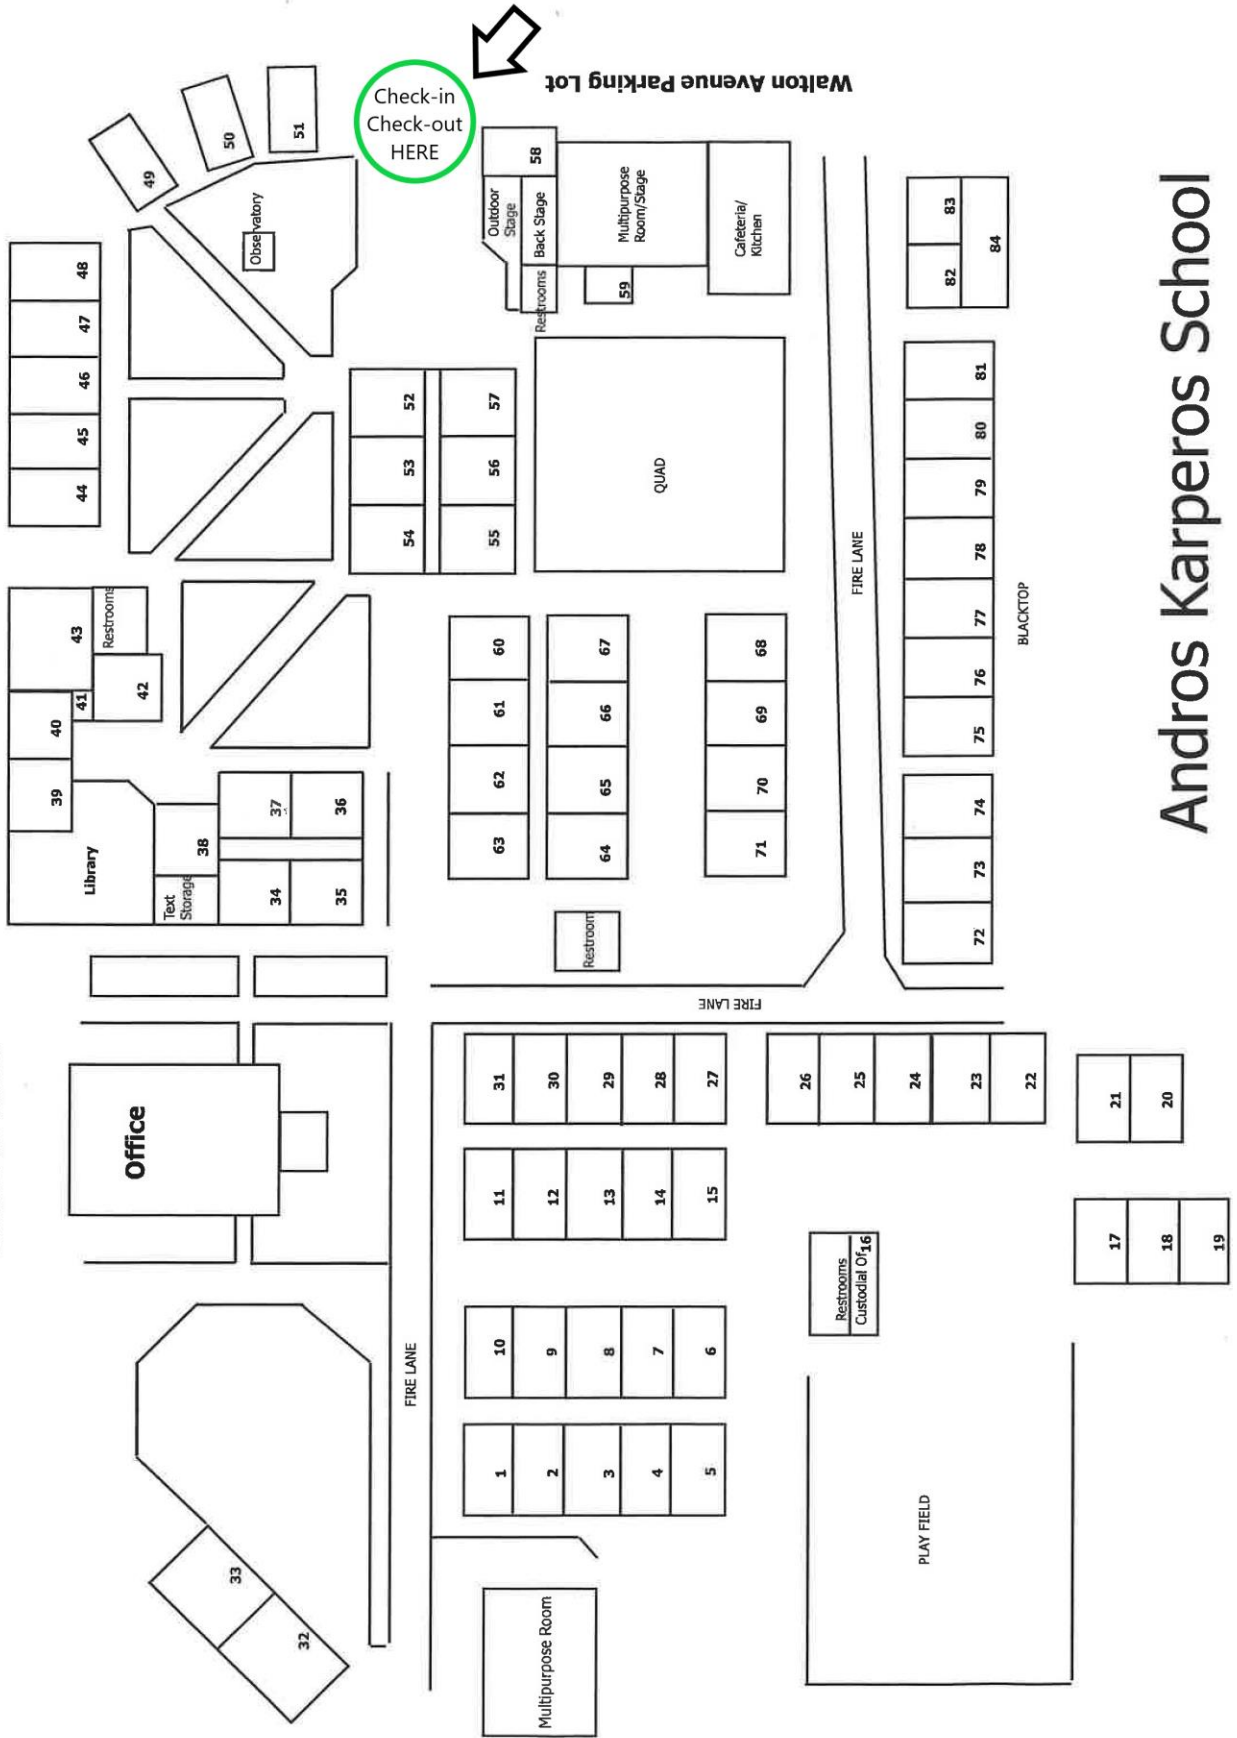 Check-in
Check-out
HERE
Walton Avenue Parking Lot
Andros Karperos School
49
50
51
48
47
46
45
44
Observatory
58
Outdoor
Stage
Back Stage
Restrooms
Multipurpose
Room/Stage
59
Cafeteria/
Kitchen
83
82
84
52
53
54
57
56
55
QUAD
FIRE LANE
81
80
79
78
77
76
75
74
73
72
BLACKTOP
43
Restrooms
42
41
40
39
Library
38
Text
Storage
37
36
34
35
60
61
62
63
67
66
65
64
68
69
70
71
Restroom
FIRE LANE
Office
31
30
29
28
27
26
25
24
23
22
21
20
11
12
13
14
15
17
18
19
Restrooms
Custodial Of
16
10
9
8
7
6
FIRE LANE
1
2
3
4
5
33
32
Multipurpose Room
PLAY FIELD